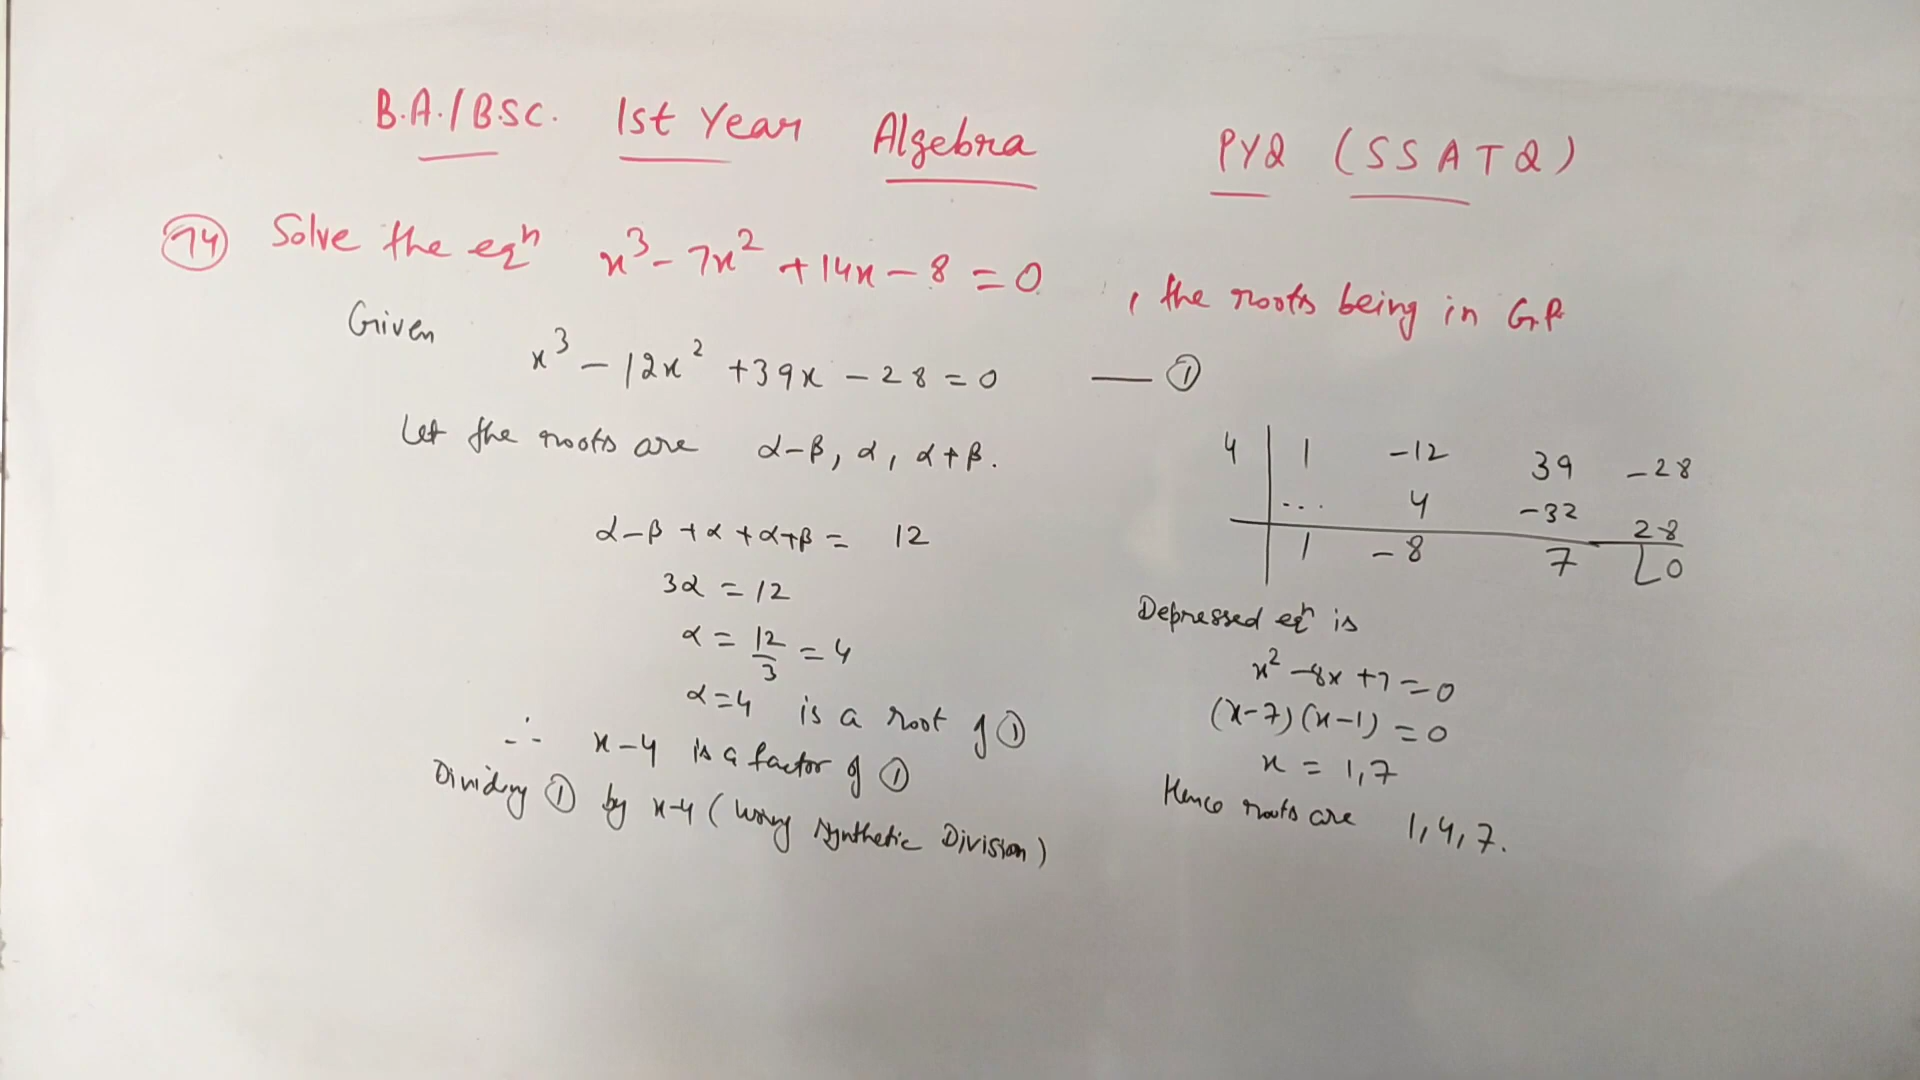 B.A./B.SC. 1st Year Algebra PYQ (SSATQ)
74 Solve the eqⁿ x³ - 7x² + 14x - 8 = 0, the roots being in G.P.
Given x³ - 12x² + 39x - 28 = 0 — ①
Let the roots are α-β, α, α+β.
α-β + α + α+β = 12
3α = 12
α = 12/3 = 4
α = 4 is a root of ①
∴ x-4 is a factor of ①
Dividing ① by x-4 (Using Synthetic Division)
4 | 1 -12 39 -28
... 4 -32 28
1 -8 7 0
Depressed eqⁿ is
x² - 8x + 7 = 0
(x-7)(x-1) = 0
x = 1, 7
Hence roots are 1, 4, 7.